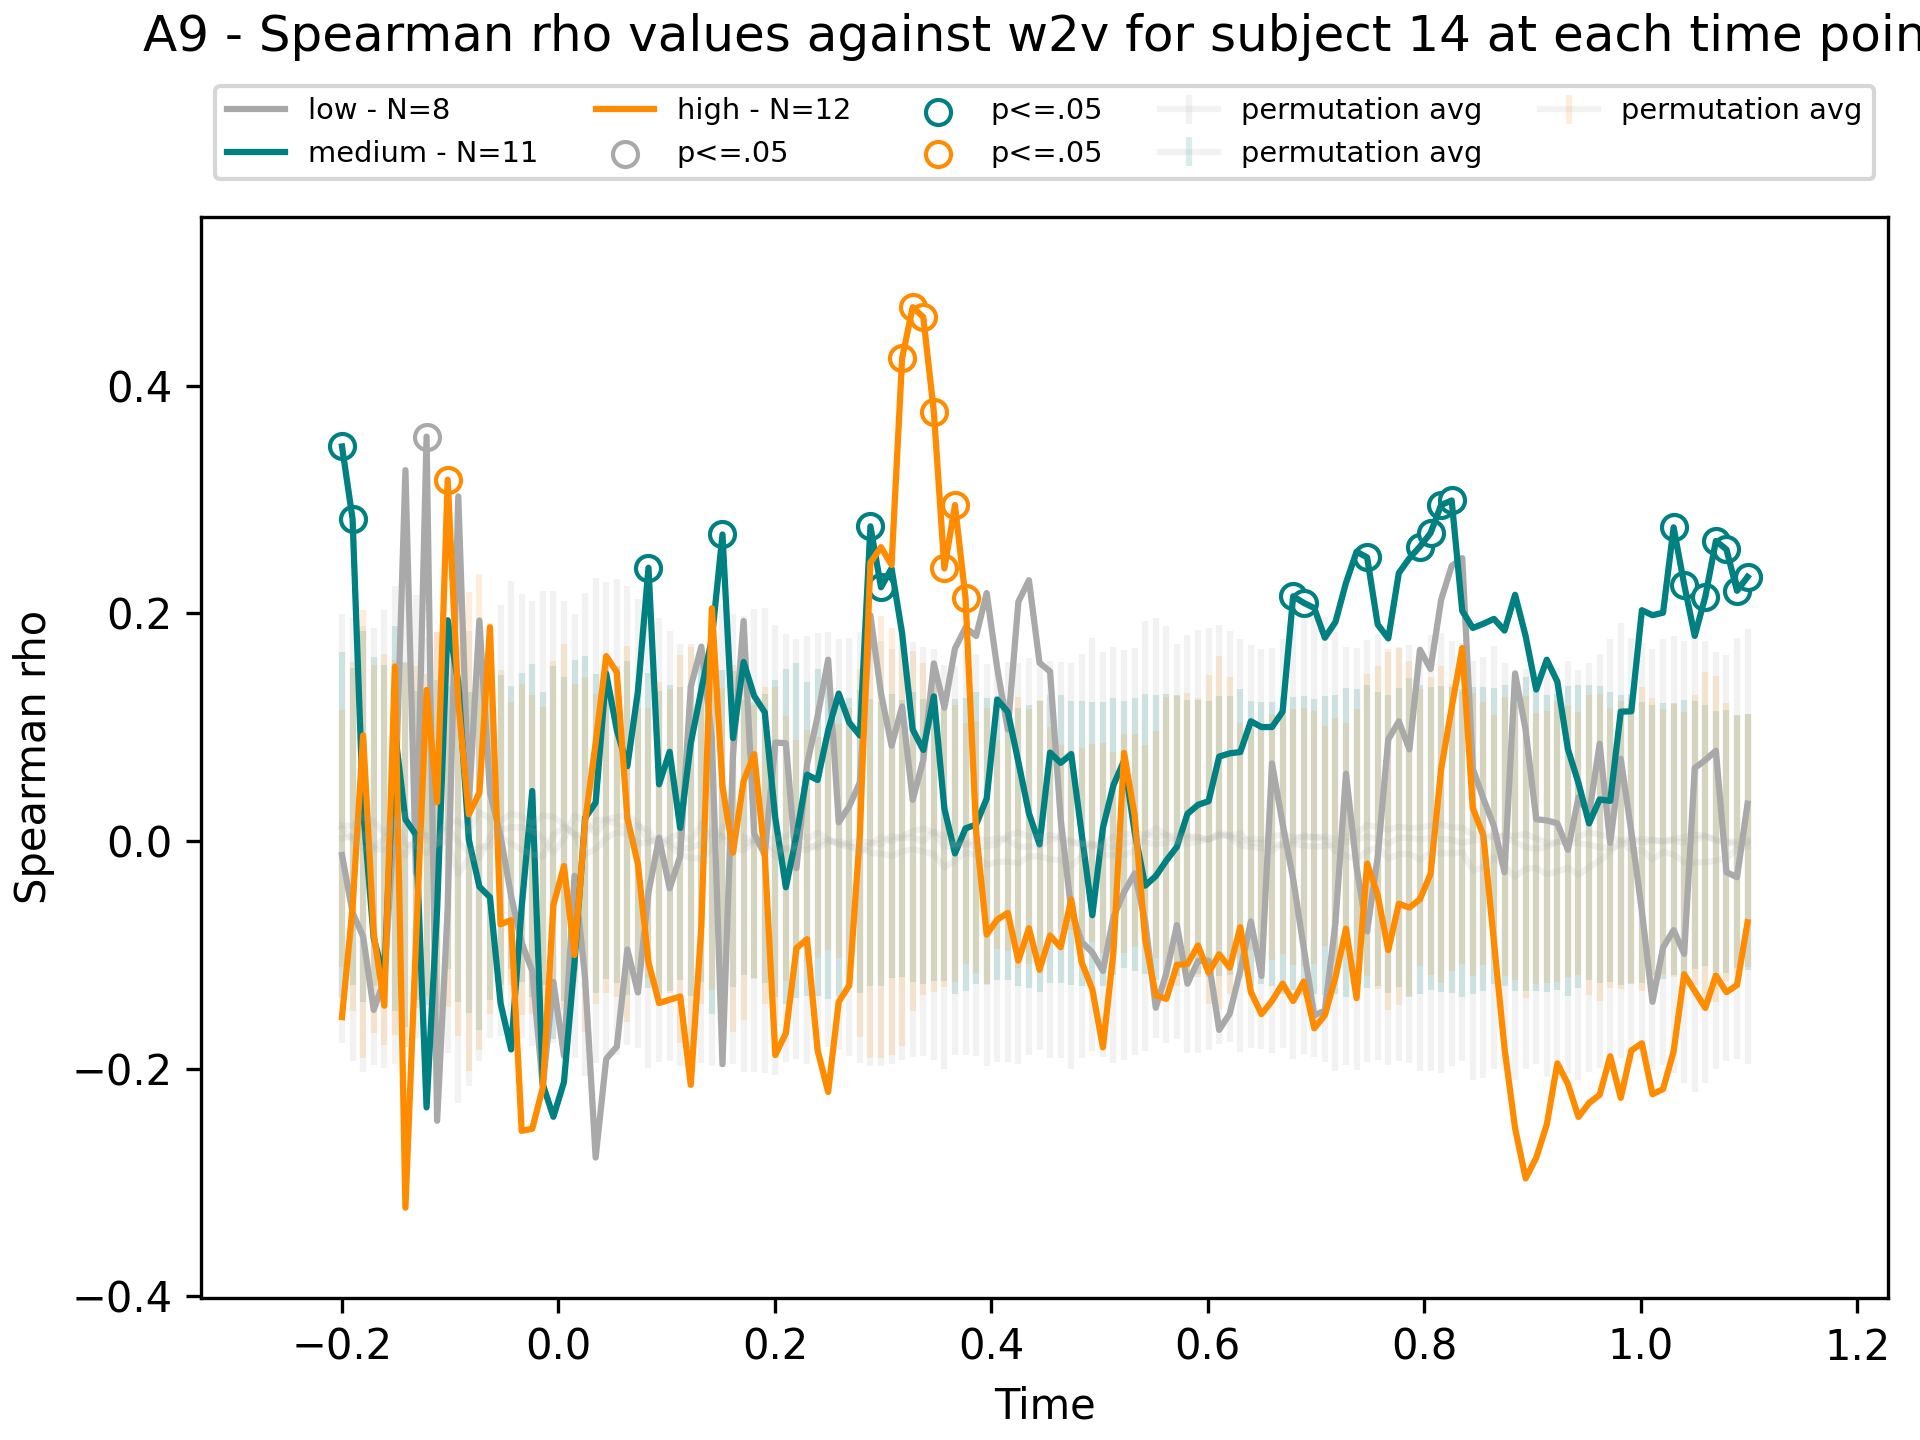 A9 - Spearman rho values against w2v for subject 14 at each time poin
low - N=8
medium - N=11
high - N=12
p<=.05
p<=.05
p<=.05
permutation avg
permutation avg
permutation avg
Spearman rho
0.4
0.2
0.0
−0.2
−0.4
−0.2 0.0 0.2 0.4 0.6 0.8 1.0 1.2
Time